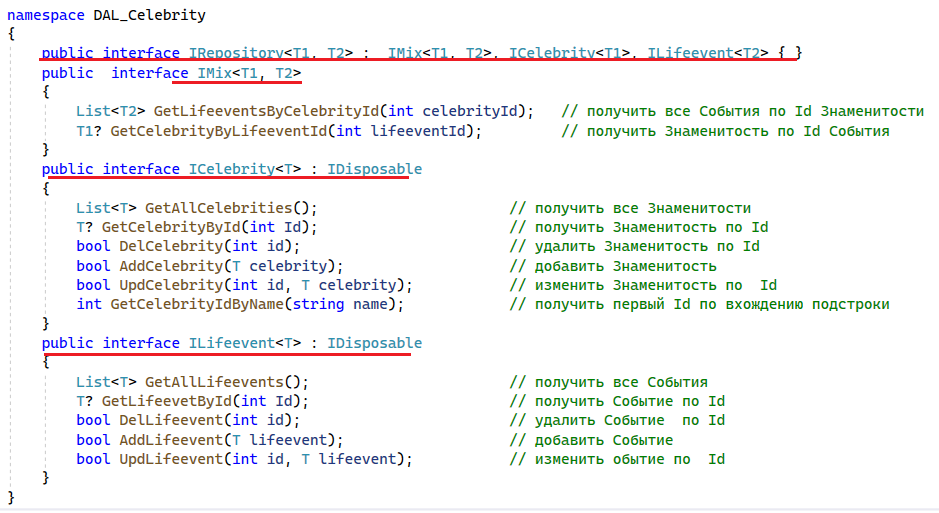 namespace DAL_Celebrity
{
public interface IRepository<T1, T2> : IMix<T1, T2>, ICelebrity<T1>, ILifeevent<T2> { }
public  interface IMix<T1, T2>
{
List<T2> GetLifeeventsByCelebrityId(int celebrityId);   // получить все События по Id Знаменитости
T1? GetCelebrityByLifeeventId(int lifeeventId);         // получить Знаменитость по Id События
}
public interface ICelebrity<T> : IDisposable
{
List<T> GetAllCelebrities();                      // получить все Знаменитости
T? GetCelebrityById(int Id);                      // получить Знаменитость по Id
bool DelCelebrity(int id);                        // удалить Знаменитость по Id
bool AddCelebrity(T celebrity);                   // добавить Знаменитость
bool UpdCelebrity(int id, T celebrity);           // изменить Знаменитость по  Id
int GetCelebrityIdByName(string name);            // получить первый Id по вхождению подстроки
}
public interface ILifeevent<T> : IDisposable
{
List<T> GetAllLifeevents();                       // получить все События
T? GetLifeevetById(int Id);                       // получить Событие по Id
bool DelLifeevent(int id);                        // удалить Событие  по Id
bool AddLifeevent(T lifeevent);                   // добавить Событие
bool UpdLifeevent(int id, T lifeevent);           // изменить обытие по  Id
}
}